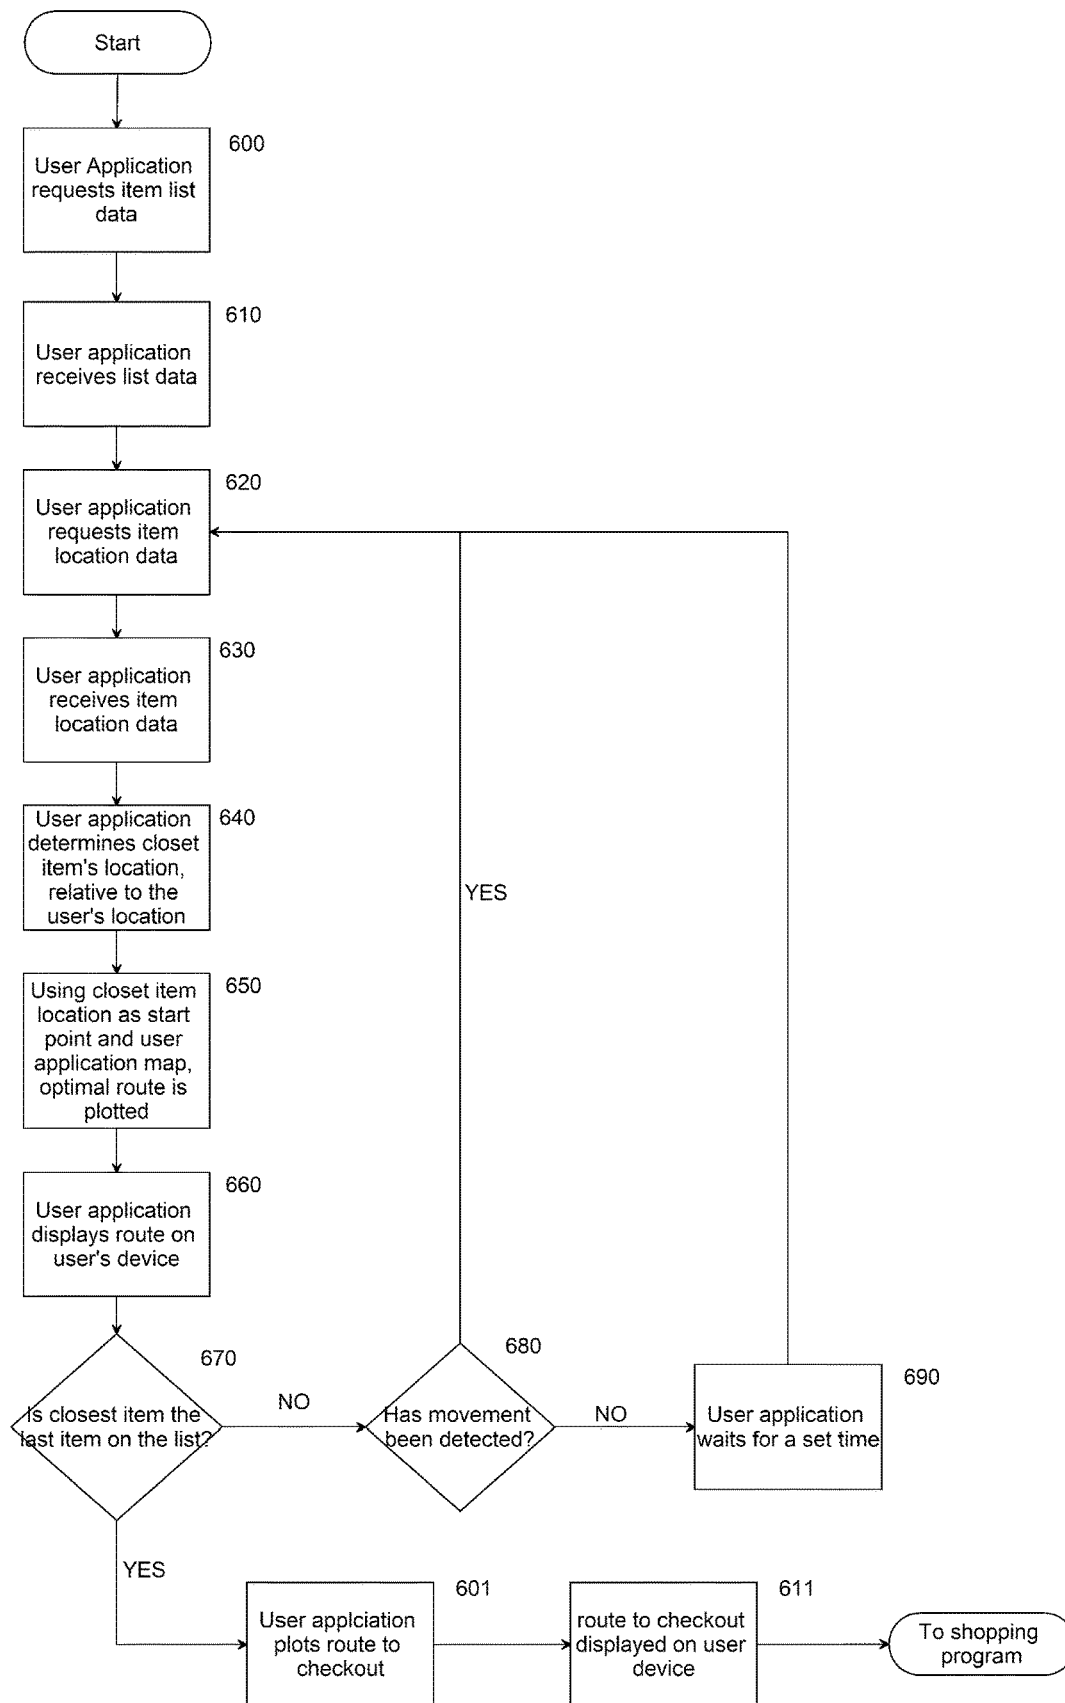 Start
600
User Application
requests item list
data
610
User application
receives list data
620
User application
requests item
location data
630
User application
receives item
location data
640
User application
determines closet
item's location,
relative to the
user's location
650
Using closet item
location as start
point and user
application map,
optimal route is
plotted
660
User application
displays route on
user's device
670
Is closest item the
last item on the list?
NO
680
Has movement
been detected?
YES
NO
690
User application
waits for a set time
YES
601
User applciation
plots route to
checkout
611
route to checkout
displayed on user
device
To shopping
program